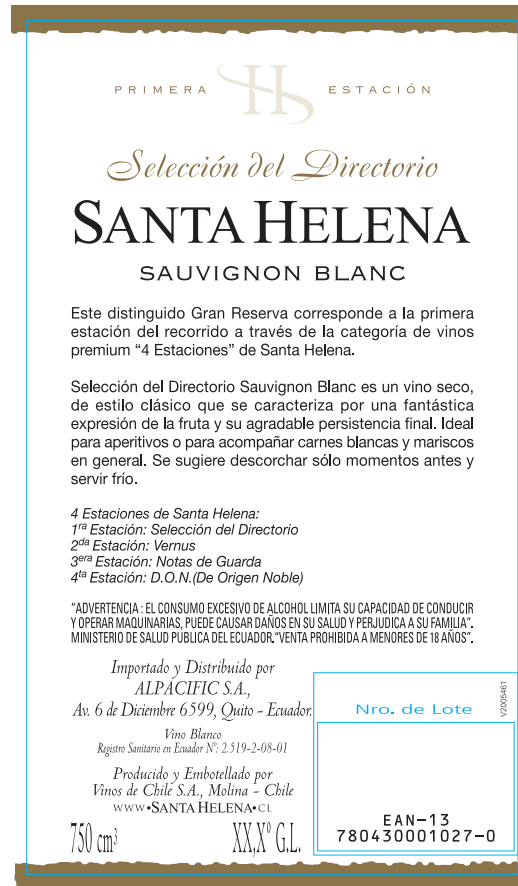 PRIMERA H ESTACIÓN
Selección del Directorio
SANTA HELENA
SAUVIGNON BLANC
Este distinguido Gran Reserva corresponde a la primera
estación del recorrido a través de la categoría de vinos
premium “4 Estaciones” de Santa Helena.
Selección del Directorio Sauvignon Blanc es un vino seco,
de estilo clásico que se caracteriza por una fantástica
expresión de la fruta y su agradable persistencia final. Ideal
para aperitivos o para acompañar carnes blancas y mariscos
en general. Se sugiere descorchar sólo momentos antes y
servir frío.
4 Estaciones de Santa Helena:
1ra Estación: Selección del Directorio
2da Estación: Vernus
3era Estación: Notas de Guarda
4ta Estación: D.O.N.(De Origen Noble)
“ADVERTENCIA : EL CONSUMO EXCESIVO DE ALCOHOL LIMITA SU CAPACIDAD DE CONDUCIR
Y OPERAR MAQUINARIAS, PUEDE CAUSAR DAÑOS EN SU SALUD Y PERJUDICA A SU FAMILIA”.
MINISTERIO DE SALUD PUBLICA DEL ECUADOR.“VENTA PROHIBIDA A MENORES DE 18 AÑOS”.
Importado y Distribuido por
ALPACIFIC S.A.,
Av. 6 de Diciembre 6599, Quito - Ecuador.
Vino Blanco
Registro Sanitario en Ecuador Nº: 2.519-2-08-01
Producido y Embotellado por
Vinos de Chile S.A., Molina - Chile
WWW•SANTA HELENA•CL
750 cm³ XX,Xº G.L.
Nro. de Lote
V2005461
EAN-13
780430001027-0